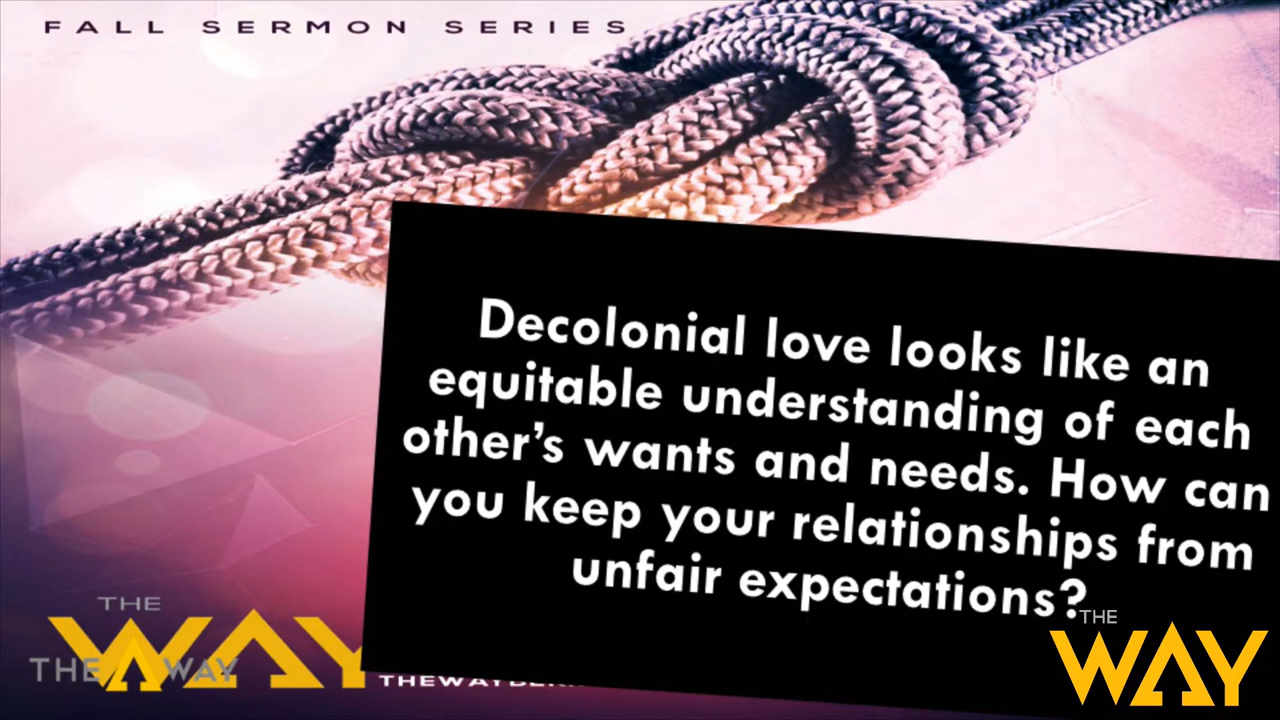 FALL SERMON SERIES
Decolonial love looks like an
equitable understanding of each
other's wants and needs. How can
you keep your relationships from
unfair expectations?
THE
WAY
THE WAY
THE
WAY